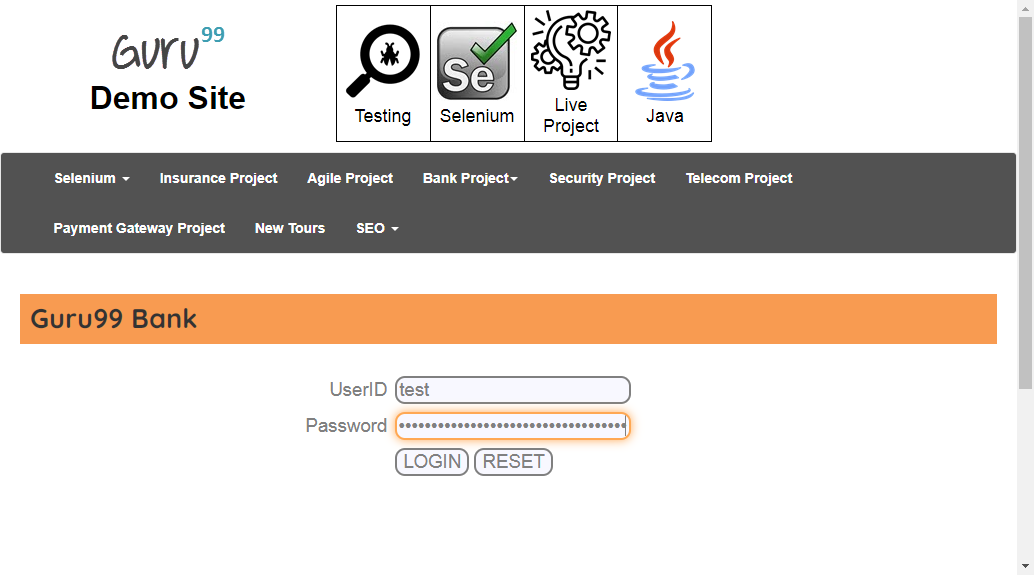 Guru99
Demo Site
Testing
Se
Selenium
Live
Project
Java
Selenium Insurance Project Agile Project Bank Project Security Project Telecom Project
Payment Gateway Project New Tours SEO
Guru99 Bank
UserID test
Password ••••••••••••••••••••••••••••••••••
LOGIN RESET